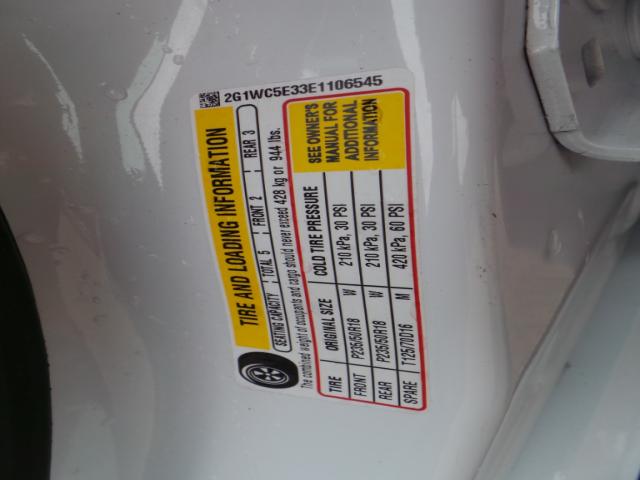 2G1WC5E33E1106545
TIRE AND LOADING INFORMATION
SEATING CAPACITY TOTAL 5 FRONT 2 REAR 3
The combined weight of occupants and cargo should never exceed 428 kg or 944 lbs.
TIRE ORIGINAL SIZE COLD TIRE PRESSURE
FRONT P235/50R18 W 210 kPa, 30 PSI
REAR P235/50R18 W 210 kPa, 30 PSI
SPARE T125/70D16 M 420 kPa, 60 PSI
SEE OWNER'S
MANUAL FOR
ADDITIONAL
INFORMATION